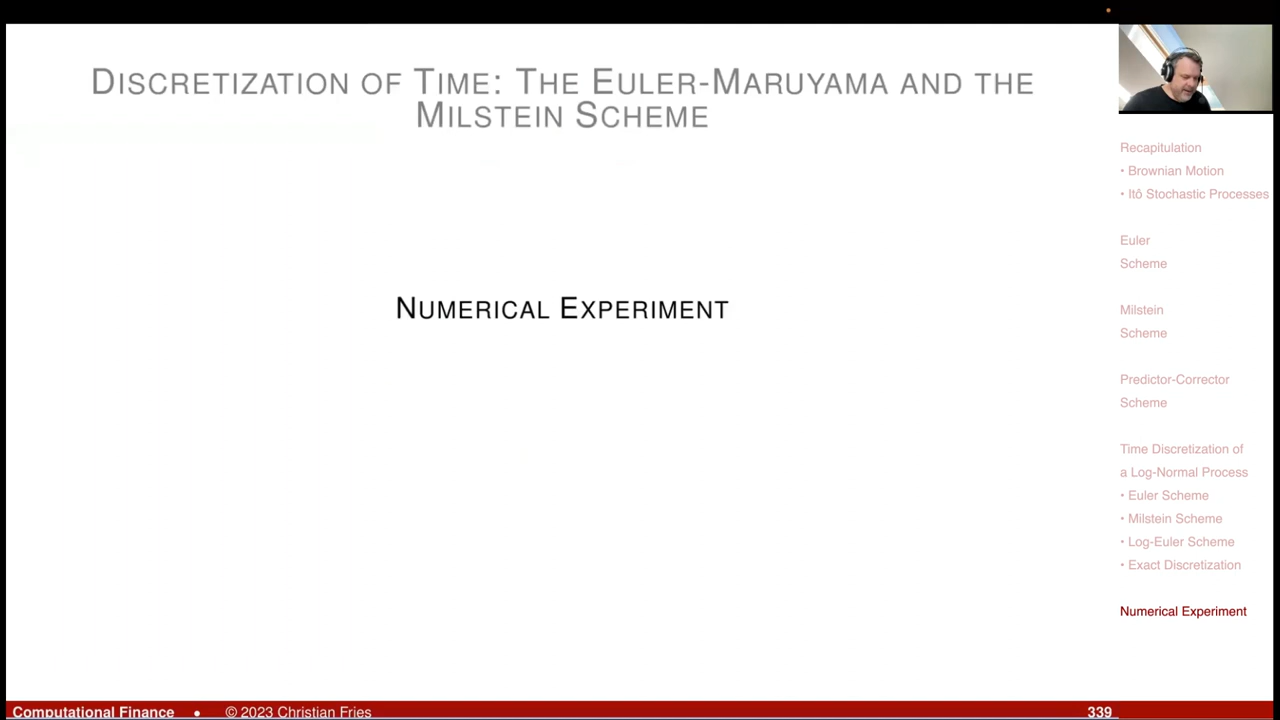 DISCRETIZATION OF TIME: THE EULER-MARUYAMA AND THE
MILSTEIN SCHEME
NUMERICAL EXPERIMENT
Recapitulation
• Brownian Motion
• Itô Stochastic Processes
Euler
Scheme
Milstein
Scheme
Predictor-Corrector
Scheme
Time Discretization of
a Log-Normal Process
• Euler Scheme
• Milstein Scheme
• Log-Euler Scheme
• Exact Discretization
Numerical Experiment
Computational Finance • © 2023 Christian Fries 339